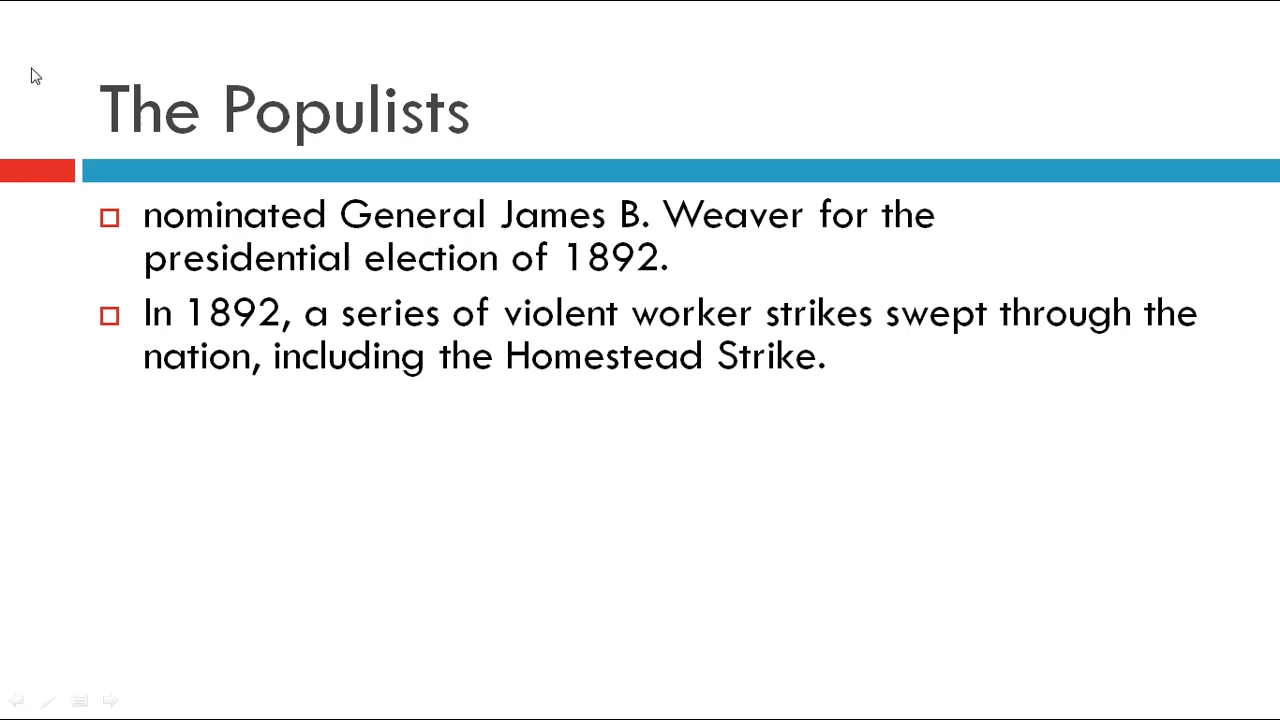 The Populists
nominated General James B. Weaver for the
presidential election of 1892.
In 1892, a series of violent worker strikes swept through the
nation, including the Homestead Strike.